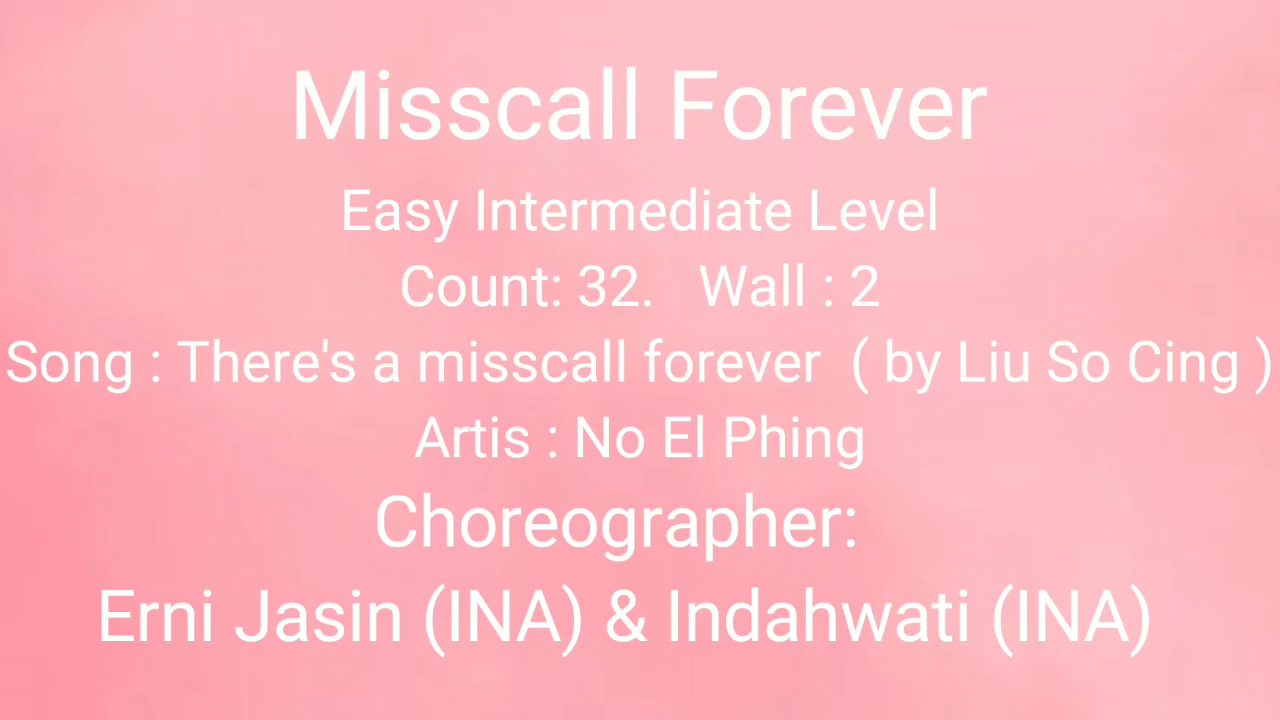 Misscall Forever
Easy Intermediate Level
Count: 32.   Wall : 2
Song : There's a misscall forever  ( by Liu So Cing )
Artis : No El Phing
Choreographer:
Erni Jasin (INA) & Indahwati (INA)